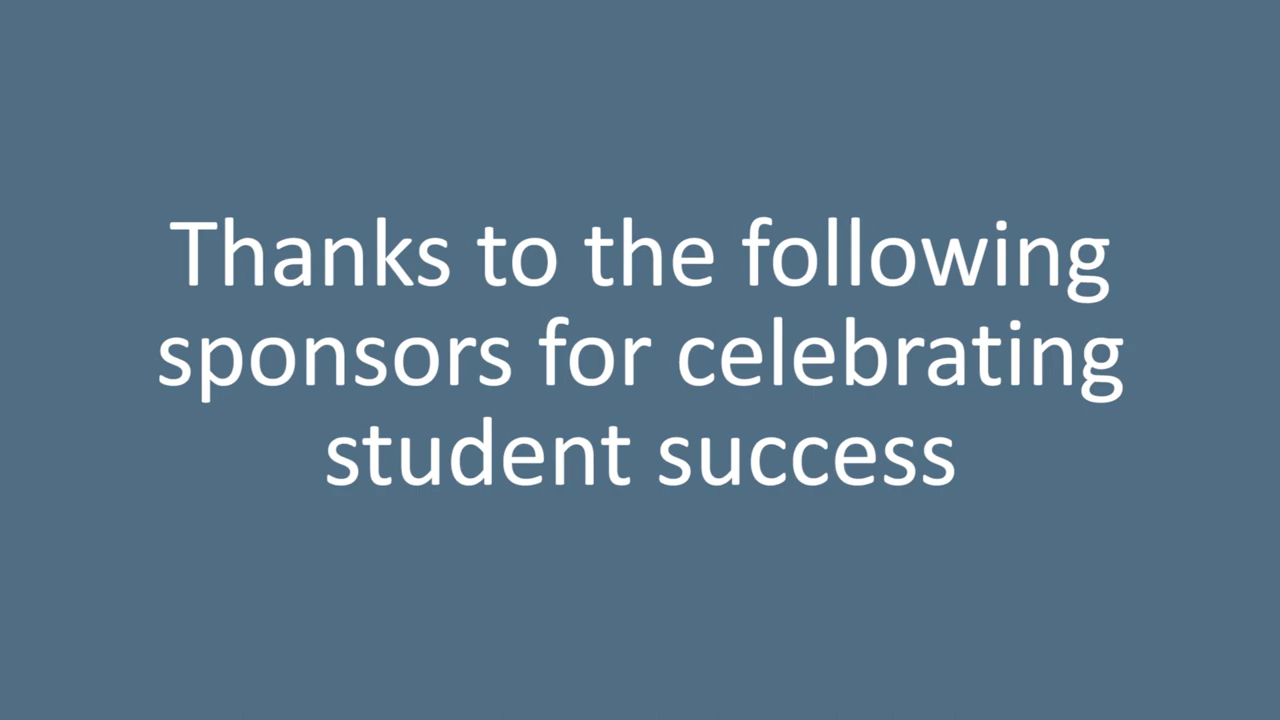 Thanks to the following
sponsors for celebrating
student success